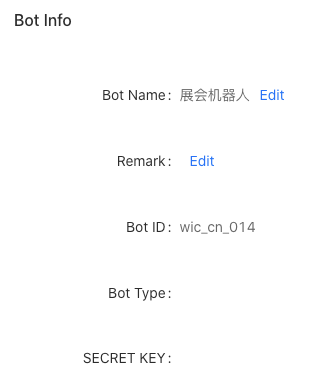 Bot Info
Bot Name: 展会机器人 Edit
Remark: Edit
Bot ID: wic_cn_014
Bot Type:
SECRET KEY: